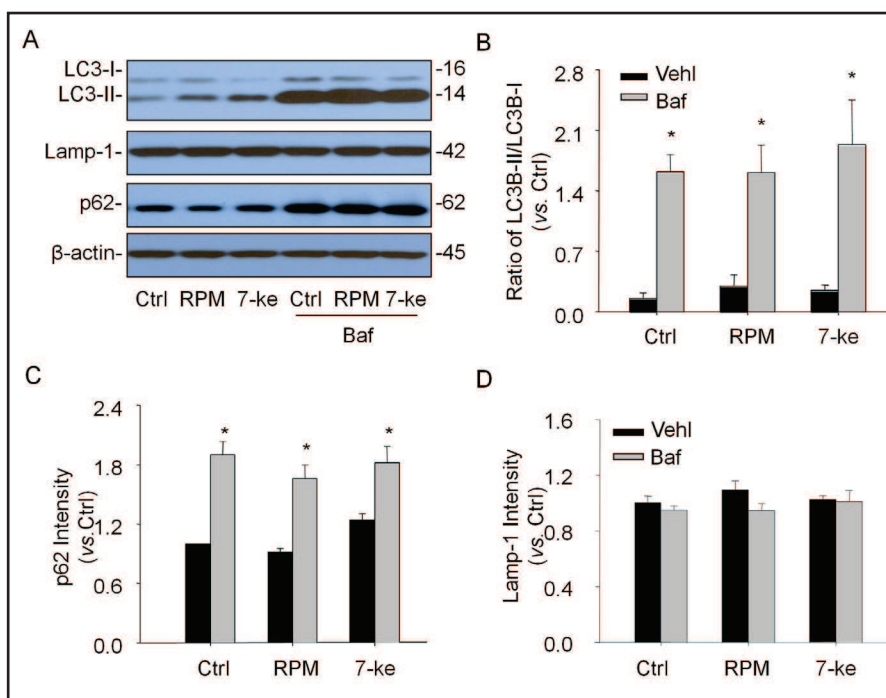 A
LC3-I-
-16
LC3-II-
-14
Lamp-1-
-42
p62-
-62
β-actin-
-45
Ctrl RPM 7-ke Ctrl RPM 7-ke
Baf
B
Ratio of LC3B-II/LC3B-I
(vs. Ctrl)
2.8
2.1
1.4
0.7
0.0
Vehl
Baf
*
*
*
Ctrl RPM 7-ke
C
p62 Intensity
(vs.Ctrl)
2.4
1.8
1.2
0.6
0.0
*
*
*
Ctrl RPM 7-ke
D
Lamp-1 Intensity
(vs. Ctrl)
1.6
1.2
0.8
0.4
0.0
Vehl
Baf
Ctrl RPM 7-ke